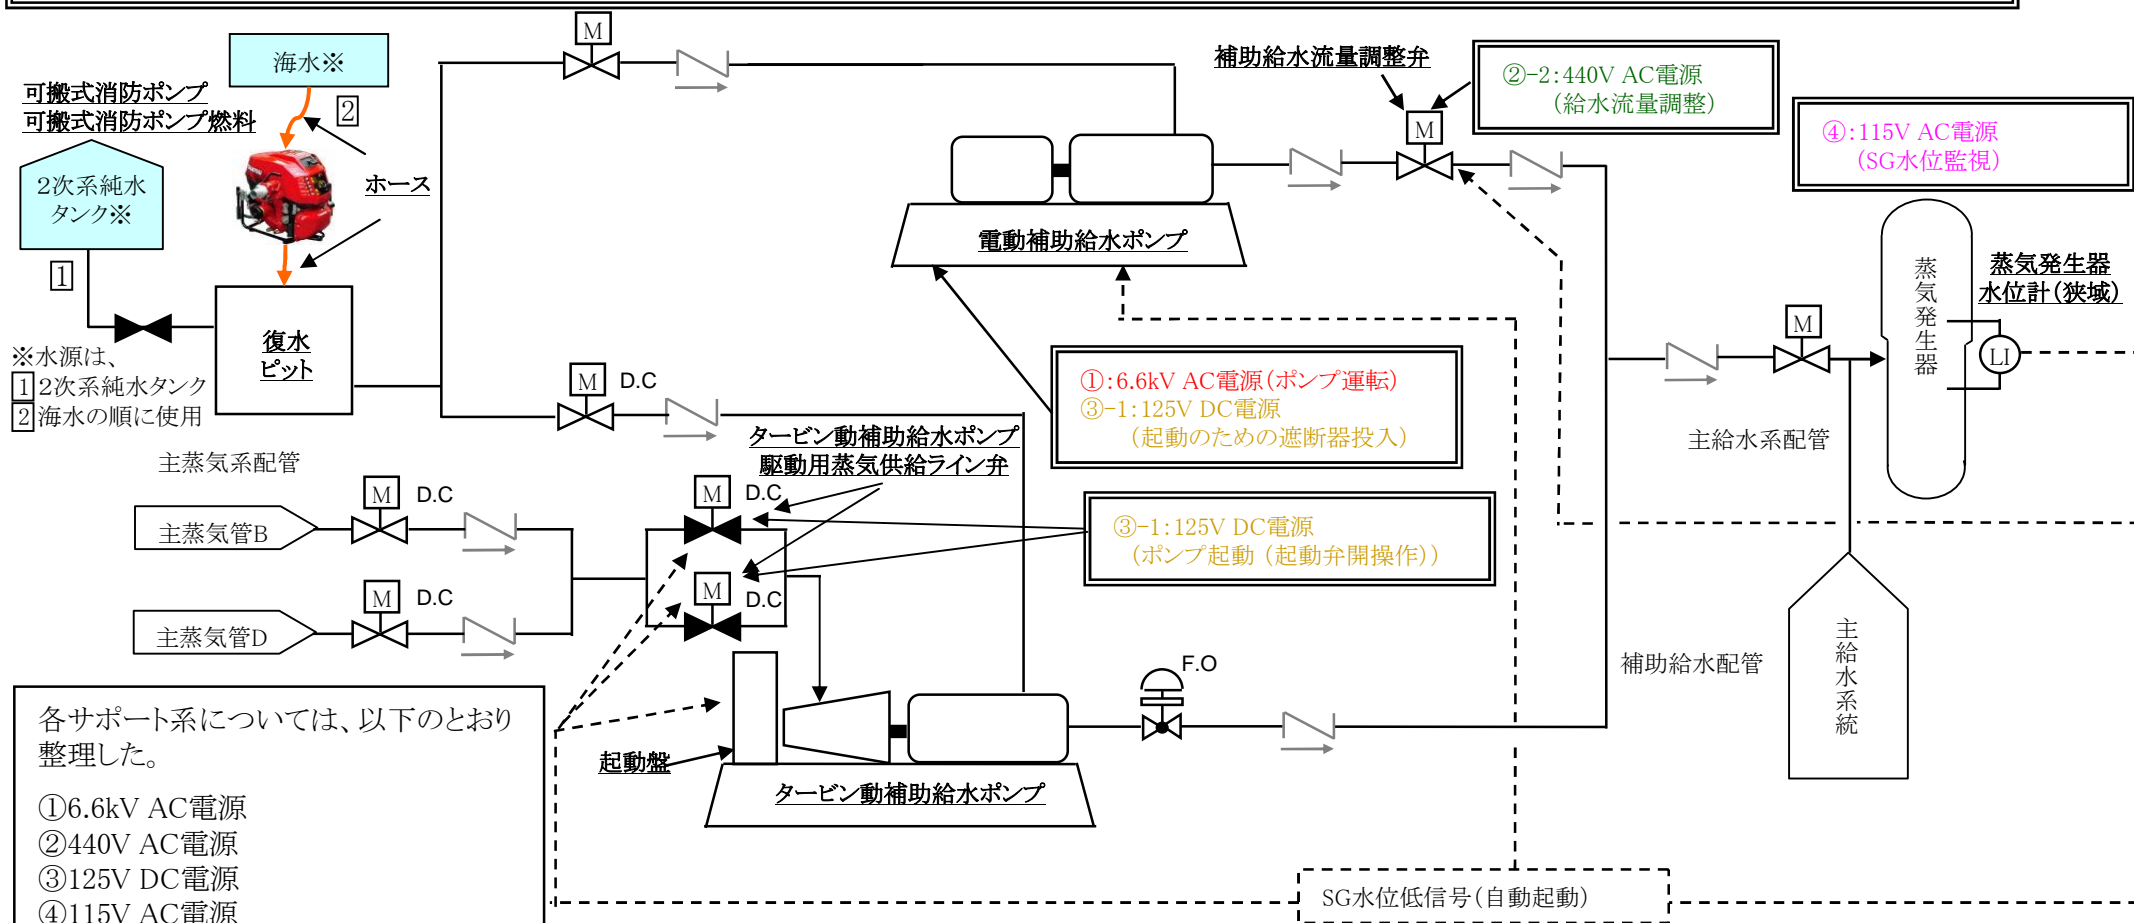 海水※
可搬式消防ポンプ
可搬式消防ポンプ燃料
2
2次系純水
タンク※
ホース
1
復水
ピット
※水源は、
1 2次系純水タンク
2 海水の順に使用
M
補助給水流量調整弁
M
②-2:440V AC電源
(給水流量調整)
④:115V AC電源
(SG水位監視)
電動補助給水ポンプ
蒸気発生器
蒸気発生器
水位計(狭域)
LI
M
①:6.6kV AC電源(ポンプ運転)
③-1:125V DC電源
(起動のための遮断器投入)
M D.C
タービン動補助給水ポンプ
駆動用蒸気供給ライン弁
主給水系配管
主蒸気系配管
M D.C
主蒸気管B
M D.C
③-1:125V DC電源
(ポンプ起動 (起動弁開操作))
M D.C
主蒸気管D
M D.C
主給水系統
補助給水配管
F.O
起動盤
タービン動補助給水ポンプ
各サポート系については、以下のとおり
整理した。
①6.6kV AC電源
②440V AC電源
③125V DC電源
④115V AC電源
SG水位低信号(自動起動)